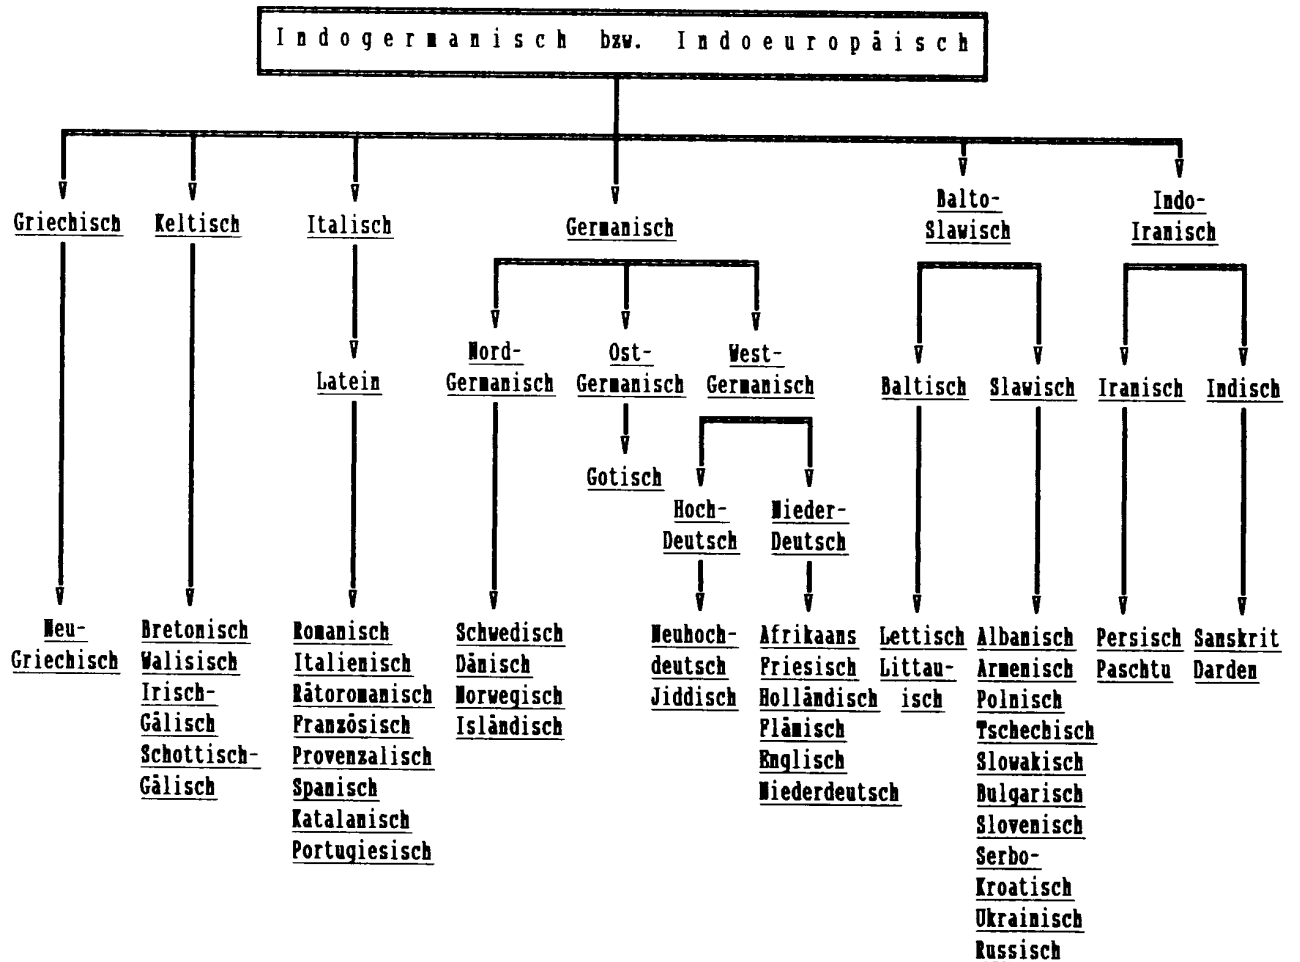 Indogermanisch bzw. Indoeuropäisch
Griechisch
Keltisch
Italisch
Germanisch
Balto-
Slawisch
Indo-
Iranisch
Latein
Nord-
Germanisch
Ost-
Germanisch
West-
Germanisch
Baltisch
Slawisch
Iranisch
Indisch
Gotisch
Hoch-
Deutsch
Nieder-
Deutsch
Neu-
Griechisch
Bretonisch
Walisisch
Irisch-
Gälisch
Schottisch-
Gälisch
Romanisch
Italienisch
Rätoromanisch
Französisch
Provenzalisch
Spanisch
Katalanisch
Portugiesisch
Schwedisch
Dänisch
Norwegisch
Isländisch
Neuhoch-
deutsch
Jiddisch
Afrikaans
Friesisch
Holländisch
Flämisch
Englisch
Niederdeutsch
Lettisch
Littau-
isch
Albanisch
Armenisch
Polnisch
Tschechisch
Slowakisch
Bulgarisch
Slovenisch
Serbo-
Kroatisch
Ukrainisch
Russisch
Persisch
Paschtu
Sanskrit
Darden